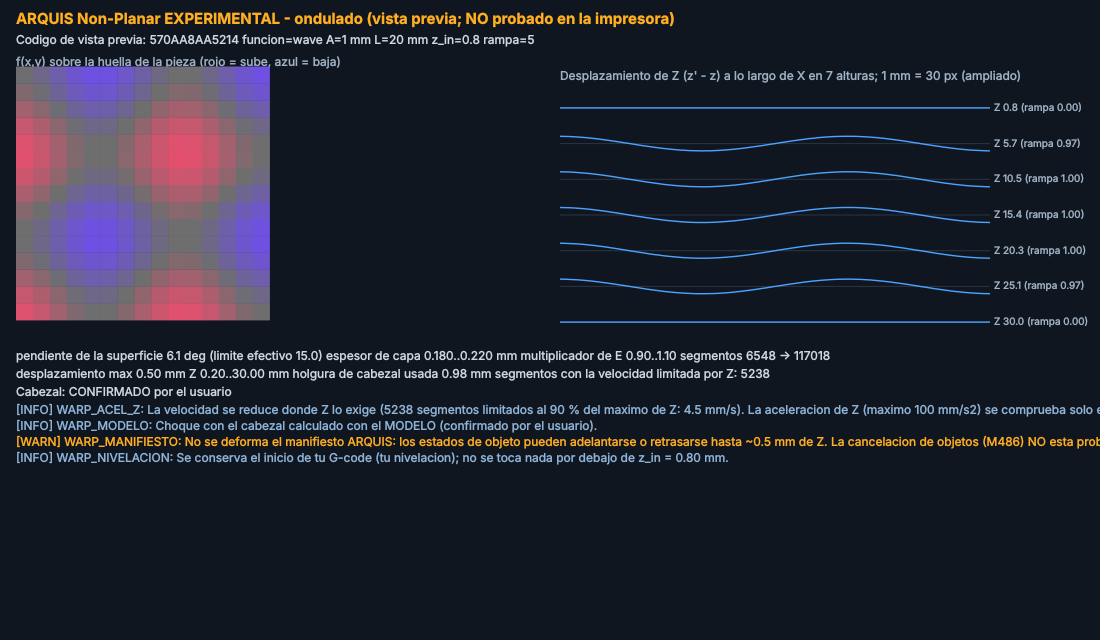 ARQUIS Non-Planar EXPERIMENTAL - ondulado (vista previa; NO probado en la impresora)
Codigo de vista previa: 570AA8AA5214 funcion=wave A=1 mm L=20 mm z_in=0.8 rampa=5
f(x,y) sobre la huella de la pieza (rojo = sube, azul = baja)
Desplazamiento de Z (z' - z) a lo largo de X en 7 alturas; 1 mm = 30 px (ampliado)
Z 0.8 (rampa 0.00)
Z 5.7 (rampa 0.97)
Z 10.5 (rampa 1.00)
Z 15.4 (rampa 1.00)
Z 20.3 (rampa 1.00)
Z 25.1 (rampa 0.97)
Z 30.0 (rampa 0.00)
pendiente de la superficie 6.1 deg (limite efectivo 15.0) espesor de capa 0.180..0.220 mm multiplicador de E 0.90..1.10 segmentos 6548 → 117018
desplazamiento max 0.50 mm Z 0.20..30.00 mm holgura de cabezal usada 0.98 mm segmentos con la velocidad limitada por Z: 5238
Cabezal: CONFIRMADO por el usuario
[INFO] WARP_ACEL_Z: La velocidad se reduce donde Z lo exige (5238 segmentos limitados al 90 % del maximo de Z: 4.5 mm/s). La aceleracion de Z (maximo 100 mm/s2) se comprueba solo
[INFO] WARP_MODELO: Choque con el cabezal calculado con el MODELO (confirmado por el usuario).
[WARN] WARP_MANIFIESTO: No se deforma el manifiesto ARQUIS: los estados de objeto pueden adelantarse o retrasarse hasta ~0.5 mm de Z. La cancelacion de objetos (M486) NO esta
[INFO] WARP_NIVELACION: Se conserva el inicio de tu G-code (tu nivelacion); no se toca nada por debajo de z_in = 0.80 mm.